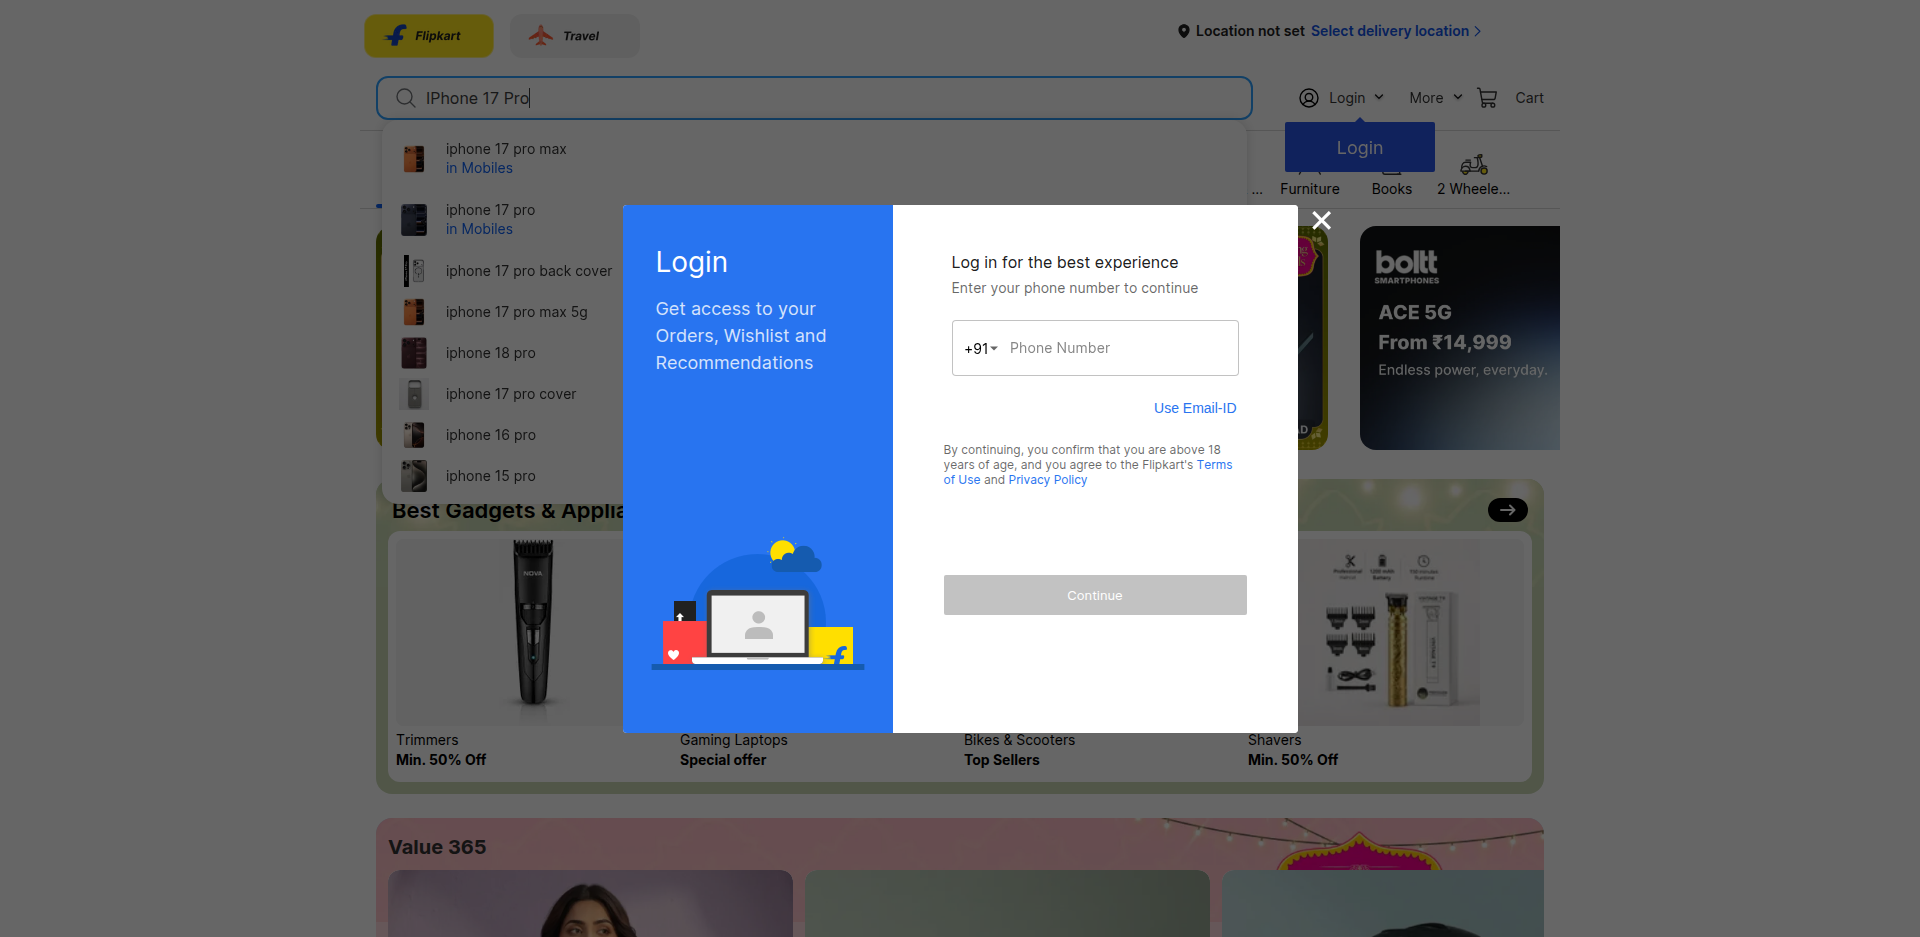 Flipkart
Travel
Location not set Select delivery location
IPhone 17 Pro
Login
More
Cart
Login
iphone 17 pro max
in Mobiles
iphone 17 pro
in Mobiles
iphone 17 pro back cover
iphone 17 pro max 5g
iphone 18 pro
iphone 17 pro cover
iphone 16 pro
iphone 15 pro
...
Furniture
Books
2 Wheele...
Login
Get access to your
Orders, Wishlist and
Recommendations
Log in for the best experience
Enter your phone number to continue
+91 Phone Number
Use Email-ID
By continuing, you confirm that you are above 18
years of age, and you agree to the Flipkart's Terms
of Use and Privacy Policy
Continue
boltt
SMARTPHONES
ACE 5G
From ₹14,999
Endless power, everyday.
Best Gadgets & Applia
NOVA
Trimmers
Min. 50% Off
Gaming Laptops
Special offer
Bikes & Scooters
Top Sellers
Shavers
Min. 50% Off
Value 365